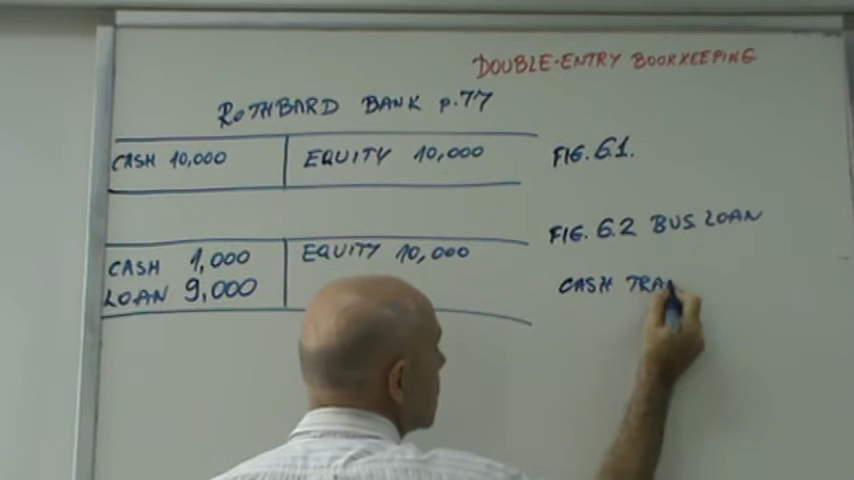 DOUBLE-ENTRY BOOKKEEPING
ROTHBARD BANK p.77
CASH 10,000 EQUITY 10,000 FIG. 6.1.
FIG. 6.2 BUS LOAN
CASH 1,000 EQUITY 10,000
LOAN 9,000
CASH TRA